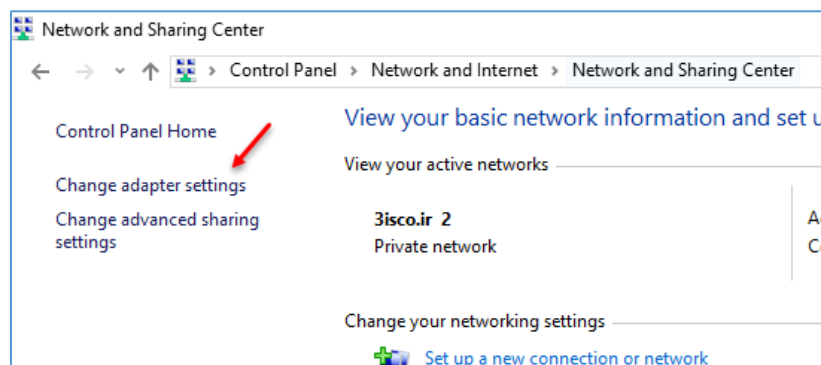 Network and Sharing Center
Control Panel > Network and Internet > Network and Sharing Center
Control Panel Home
Change adapter settings
Change advanced sharing
settings
View your basic network information and set
View your active networks
3isco.ir 2
Private network
Change your networking settings
Set up a new connection or network